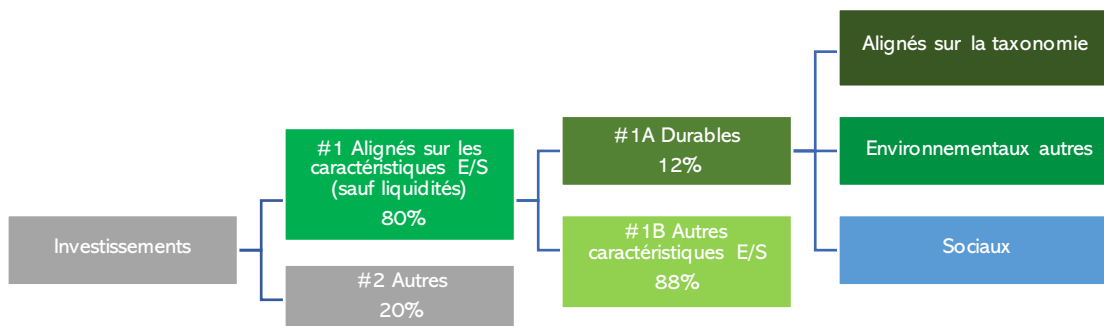 Investissements
#1 Alignés sur les
caractéristiques E/S
(sauf liquidités)
80%
#2 Autres
20%
#1A Durables
12%
#1B Autres
caractéristiques E/S
88%
Alignés sur la taxonomie
Environnementaux autres
Sociaux